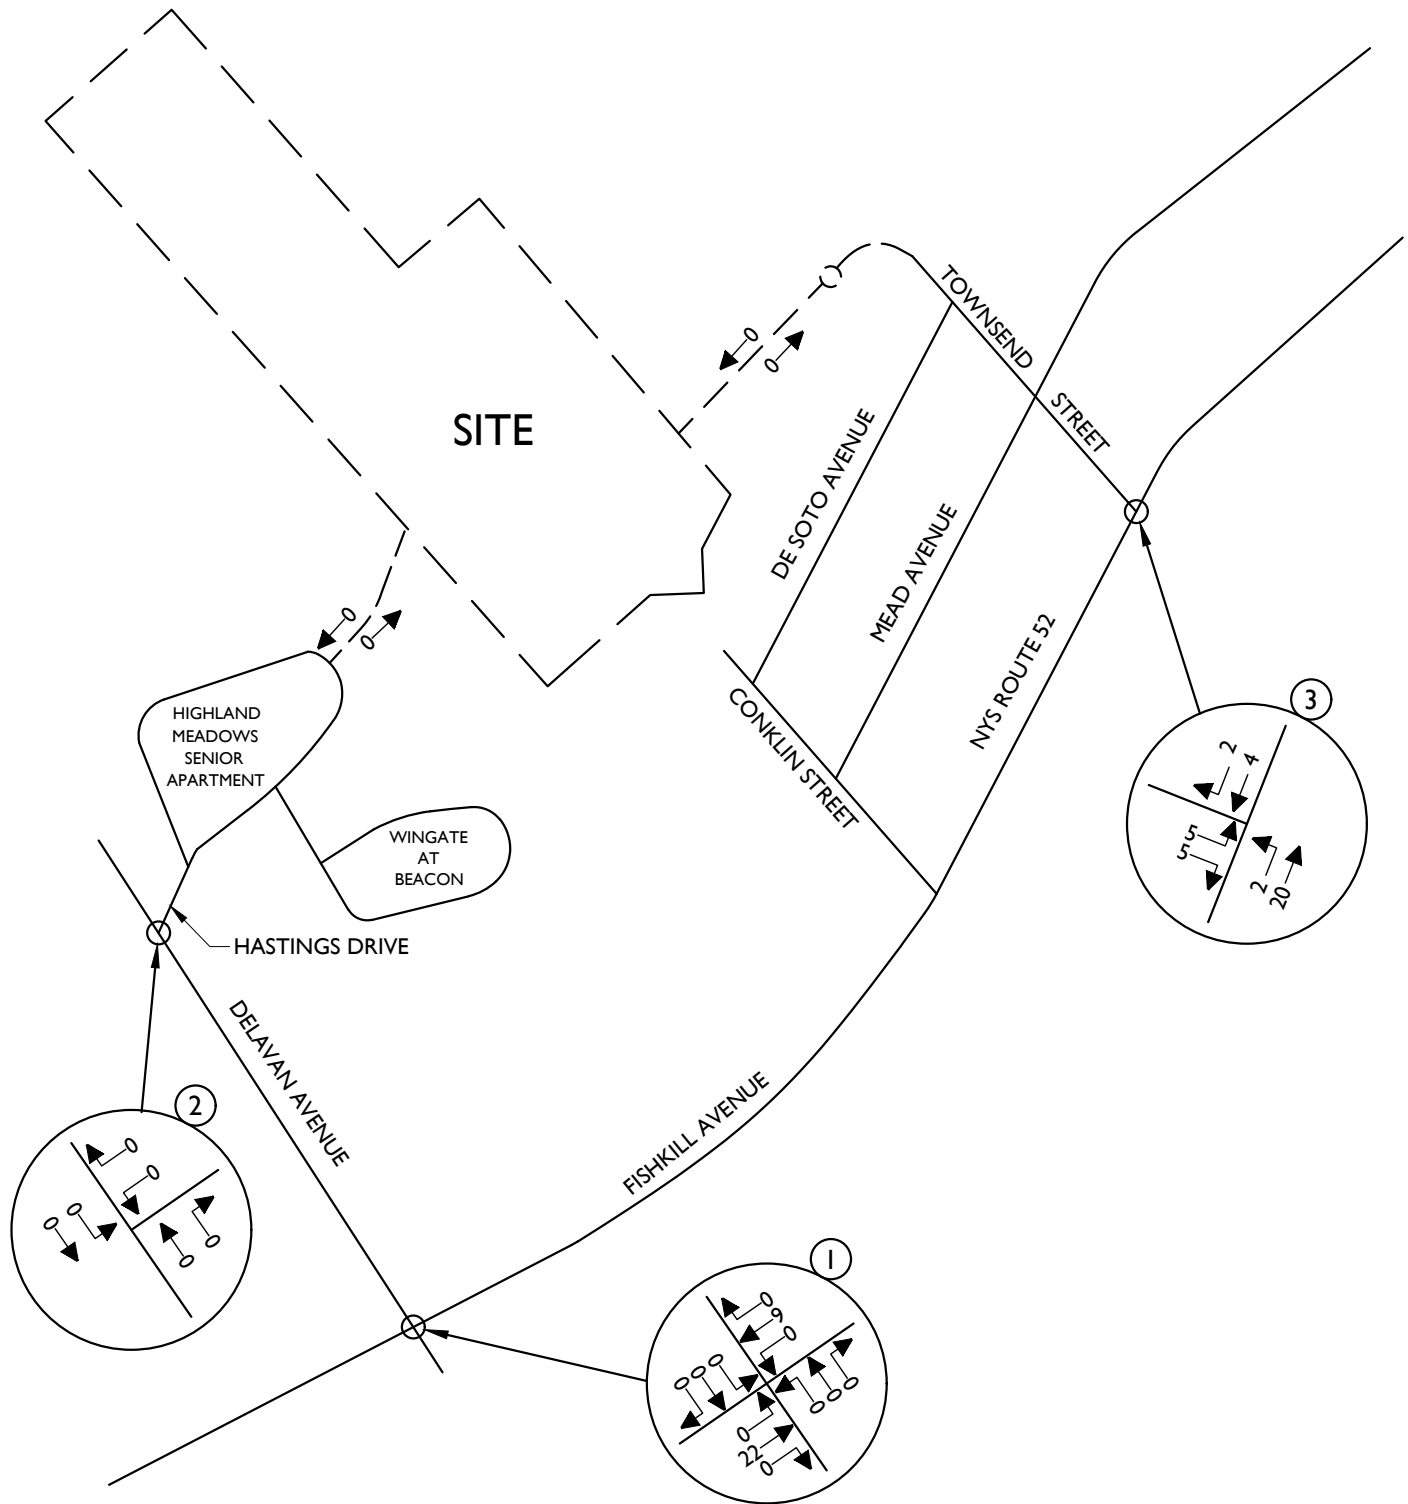 TOWNSEND
STREET
0
0
SITE
DE SOTO AVENUE
MEAD AVENUE
NYS ROUTE 52
CONKLIN STREET
0
0
HIGHLAND
MEADOWS
SENIOR
APARTMENT
WINGATE
AT
BEACON
HASTINGS DRIVE
DELAVAN AVENUE
FISHKILL AVENUE
3
2
4
5
5
2
20
2
0
0
0
0
0
0
1
0
9
0
0
0
0
0
0
0
0
22
0